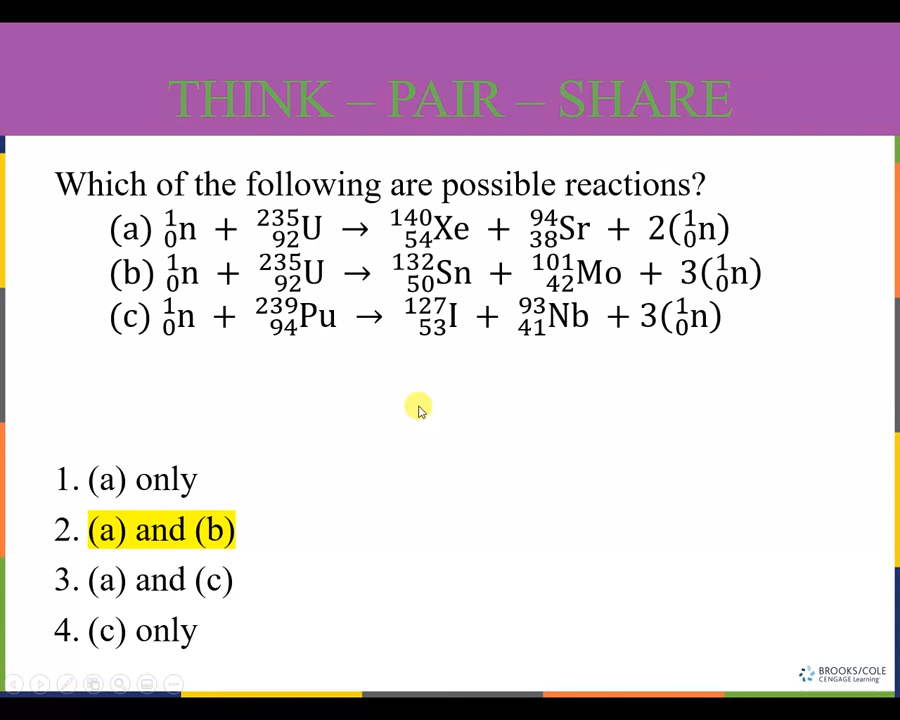 THINK – PAIR – SHARE
Which of the following are possible reactions?
(a) ¹₀n + ²³⁵₉₂U → ¹⁴⁰₅₄Xe + ⁹⁴₃₈Sr + 2(¹₀n)
(b) ¹₀n + ²³⁵₉₂U → ¹³²₅₀Sn + ¹⁰¹₄₂Mo + 3(¹₀n)
(c) ¹₀n + ²³⁹₉₄Pu → ¹²⁷₅₃I + ⁹³₄₁Nb + 3(¹₀n)
1. (a) only
2. (a) and (b)
3. (a) and (c)
4. (c) only
BROOKS/COLE
CENGAGE Learning